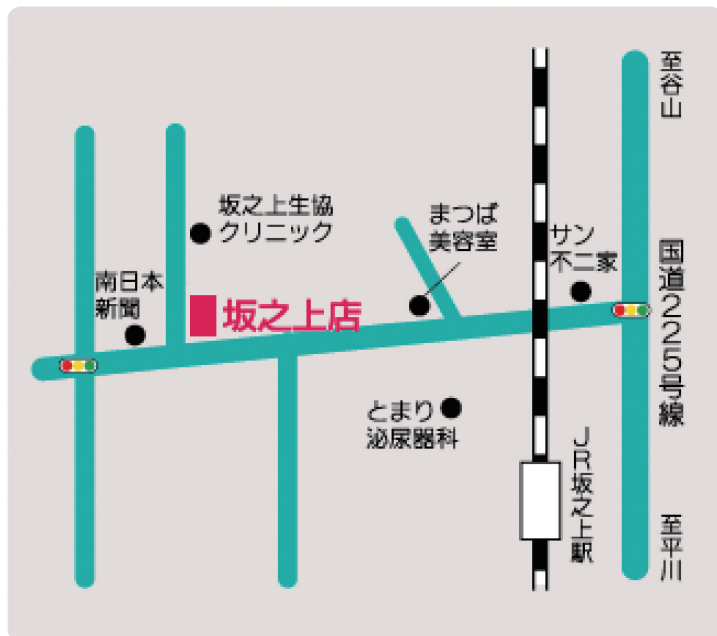 至谷山
坂之上生協
クリニック
まつば
美容室
サン
不二家
国道225号線
南日本
新聞
坂之上店
とまり
泌尿器科
JR坂之上駅
至平川